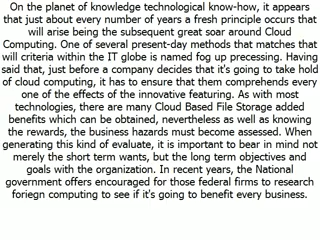 On the planet of knowledge technological know-how, it appears
that just about every number of years a fresh principle occurs that
will arise being the subsequent great soar around Cloud
Computing. One of several present-day methods that matches that
will criteria within the IT globe is named fog up precessing. Having
said that, just before a company decides that it's going to take hold
of cloud computing, it has to ensure that them comprehends every
one of the effects of the innovative featuring. As with most
technologies, there are many Cloud Based File Storage added
benefits which can be obtained, nevertheless as well as knowing
the rewards, the business hazards must become assessed. When
generating this kind of evaluate, it is important to bear in mind not
merely the short term wants, but the long term objectives and
goals with the organization. In recent years, the National
government offers encouraged for those federal firms to research
foriegn computing to see if it's going to benefit every business.